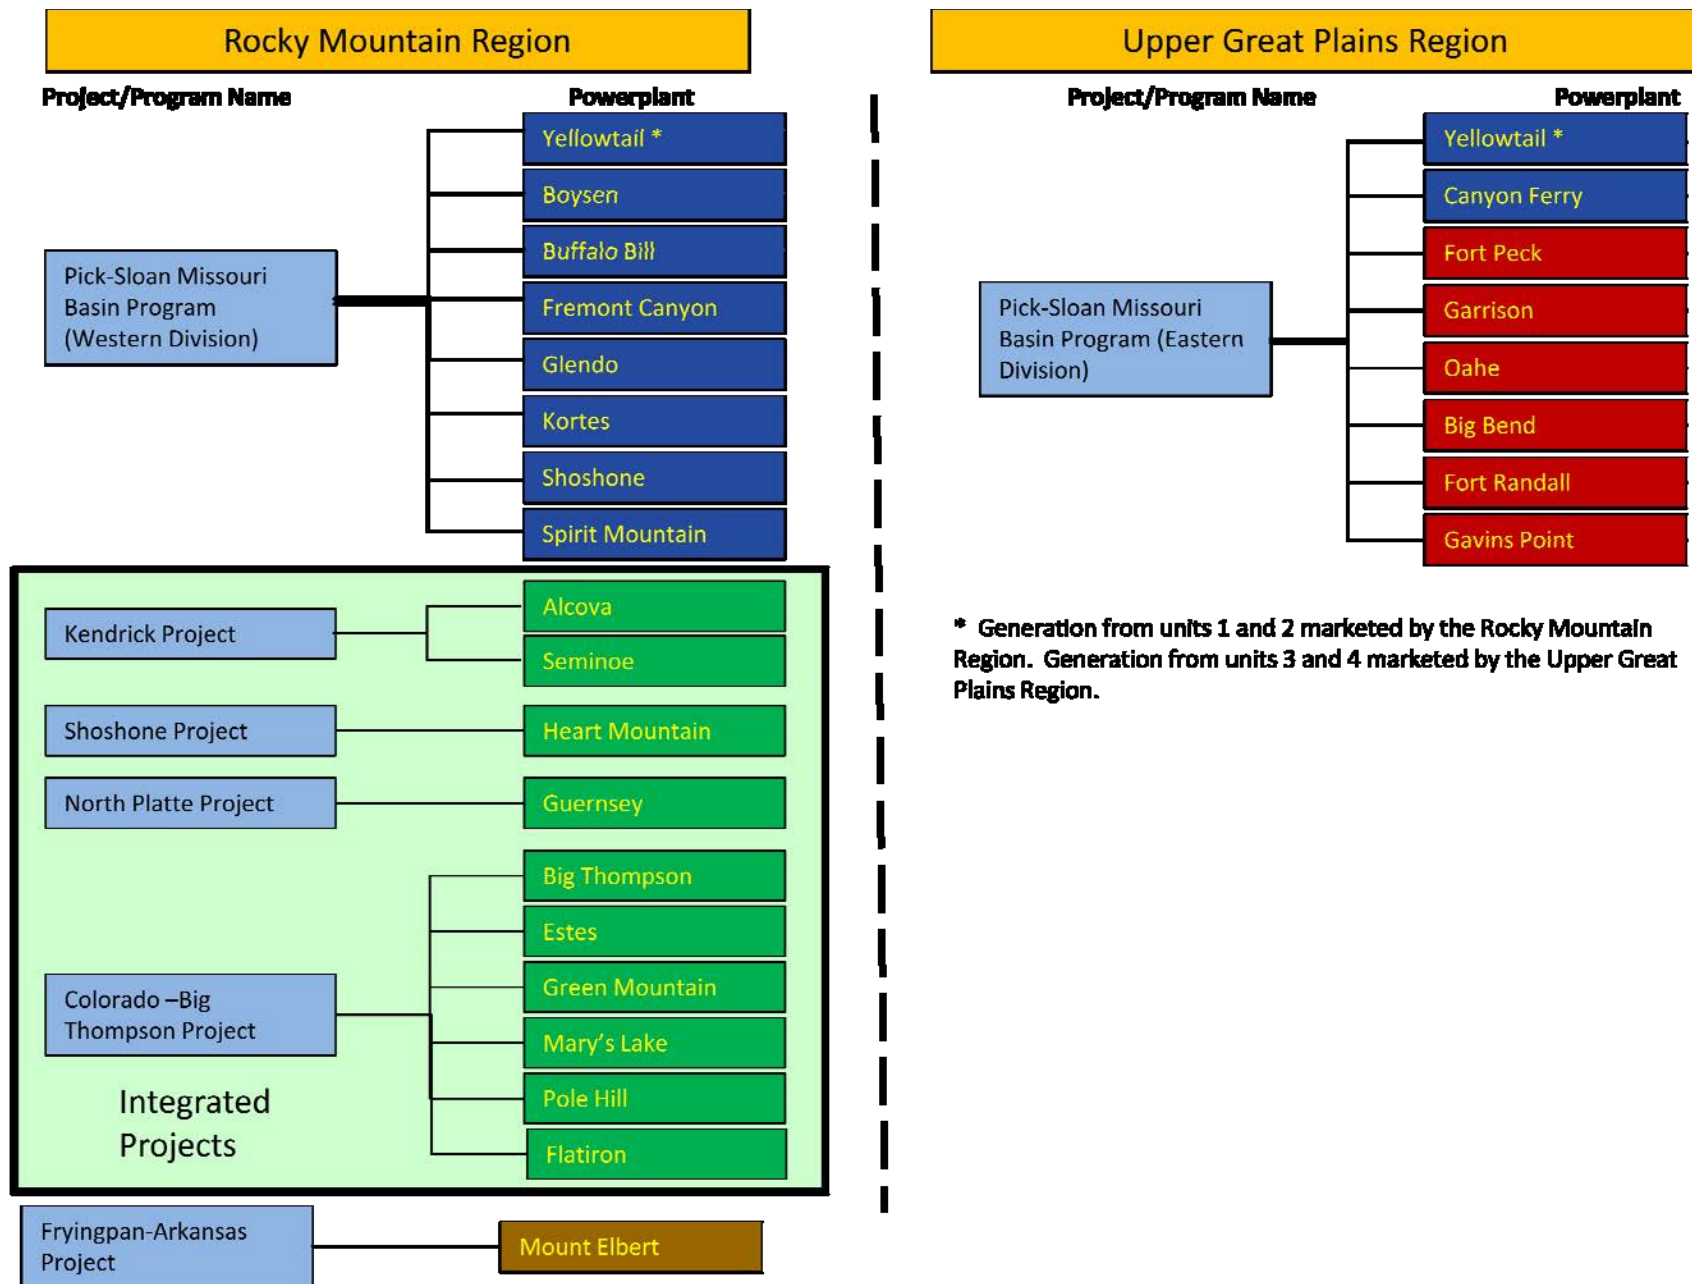 Rocky Mountain Region
Project/Program Name
Powerplant
Yellowtail *
Boysen
Buffalo Bill
Fremont Canyon
Glendo
Kortes
Shoshone
Spirit Mountain
Pick-Sloan Missouri
Basin Program
(Western Division)
Kendrick Project
Alcova
Seminoe
Shoshone Project
Heart Mountain
North Platte Project
Guernsey
Colorado –Big
Thompson Project
Big Thompson
Estes
Green Mountain
Mary's Lake
Pole Hill
Flatiron
Integrated
Projects
Fryingpan-Arkansas
Project
Mount Elbert
Upper Great Plains Region
Project/Program Name
Powerplant
Pick-Sloan Missouri
Basin Program (Eastern
Division)
Yellowtail *
Canyon Ferry
Fort Peck
Garrison
Oahe
Big Bend
Fort Randall
Gavins Point
* Generation from units 1 and 2 marketed by the Rocky Mountain
Region. Generation from units 3 and 4 marketed by the Upper Great
Plains Region.